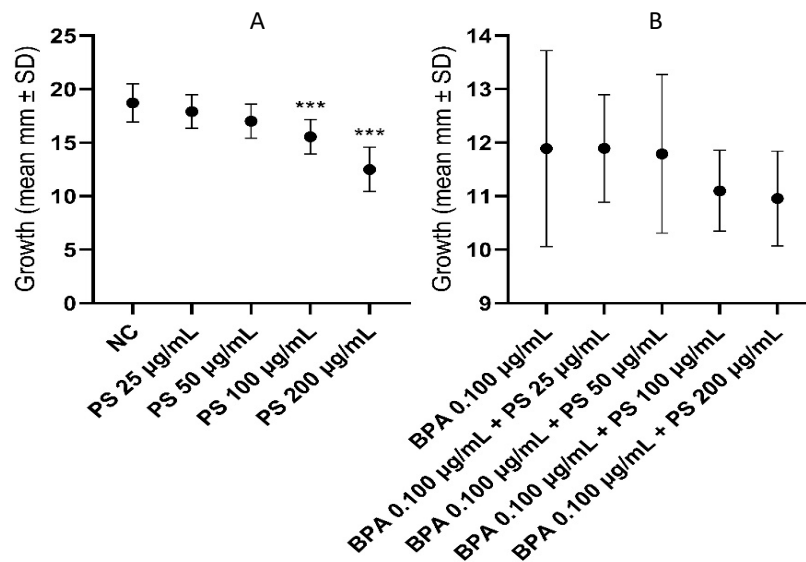 A
Growth (mean mm ± SD)
25
20
15
10
5
0
***
***
NC
PS 25 µg/mL
PS 50 µg/mL
PS 100 µg/mL
PS 200 µg/mL
B
Growth (mean mm ± SD)
14
13
12
11
10
9
BPA 0.100 µg/mL
BPA 0.100 µg/mL + PS 25 µg/mL
BPA 0.100 µg/mL + PS 50 µg/mL
BPA 0.100 µg/mL + PS 100 µg/mL
BPA 0.100 µg/mL + PS 200 µg/mL